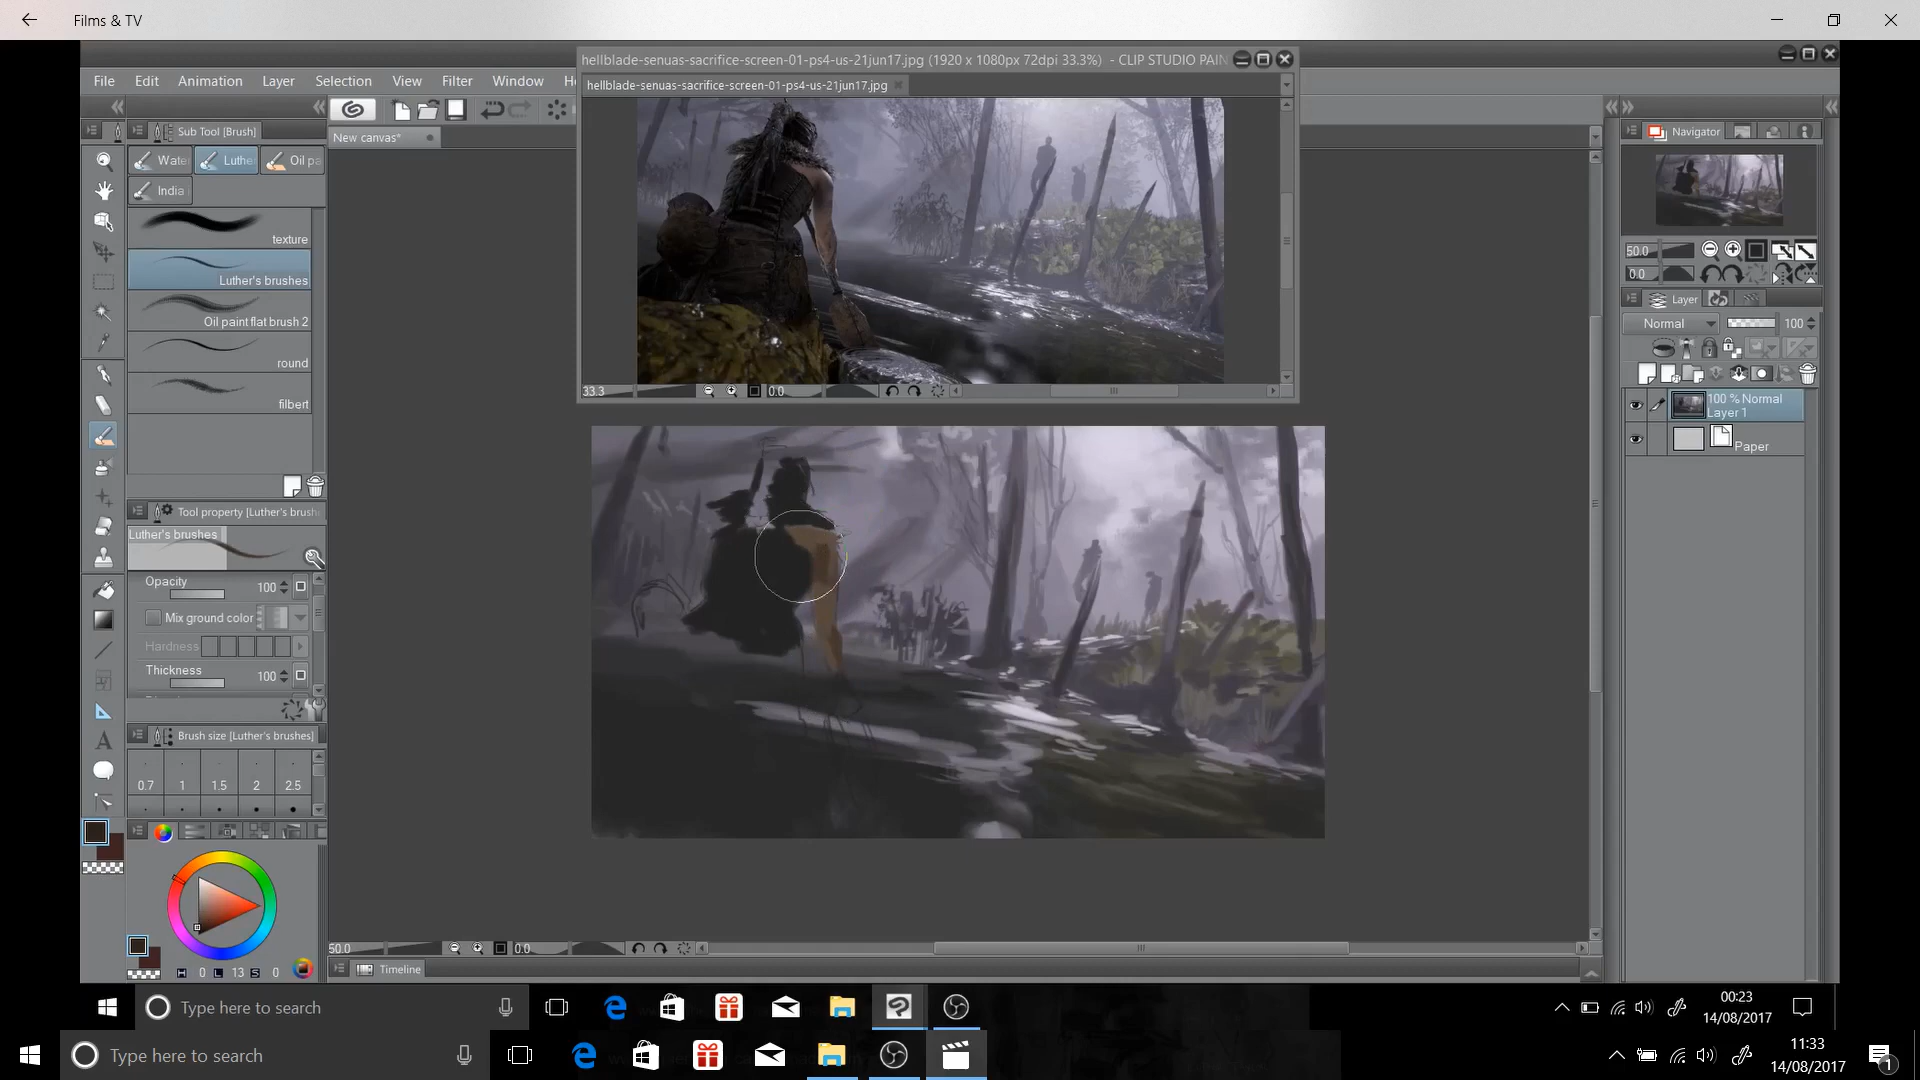 Films & TV
hellblade-senuas-sacrifice-screen-01-ps4-us-21jun17.jpg (1920 x 1080px 72dpi 33.3%) - CLIP STUDIO PAIN
File Edit Animation Layer Selection View Filter Window H
hellblade-senuas-sacrifice-screen-01-ps4-us-21jun17.jpg
Sub Tool [Brush]
New canvas*
Navigator
Wate Luther Oil pa
India
texture
Luther's brushes
Oil paint flat brush 2
round
filbert
33.3 0.0
50.0
0.0
Layer
Normal 100
100 % Normal
Layer 1
Paper
Tool property [Luther's brush
Luther's brushes
Opacity 100
Mix ground color
Hardness
Thickness 100
Brush size [Luther's brushes]
0.7 1 1.5 2 2.5
H 0 L 13 S 0
50.0 0.0
Timeline
Type here to search
00:23
14/08/2017
Type here to search
11:33
14/08/2017
1